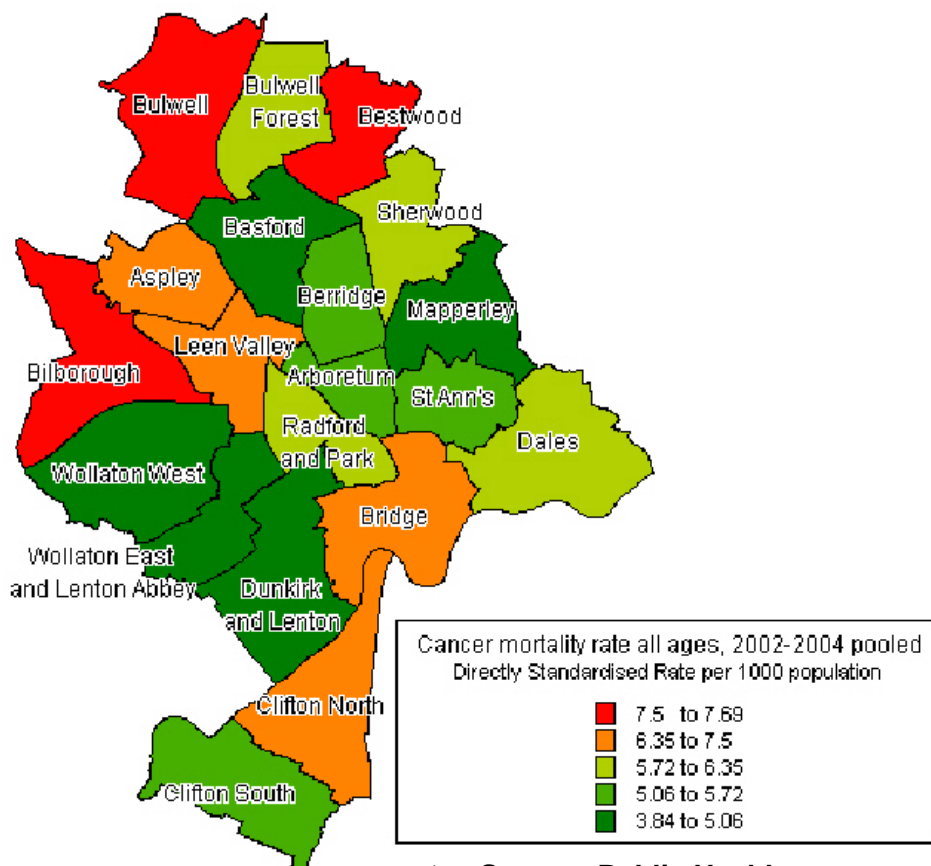 Bulwell
Bulwell
Forest
Bestwood
Sherwood
Basford
Aspley
Berridge
Mapperley
Leen Valley
Bilborough
Arboretum
St Ann's
Radford
and Park
Dales
Wollaton West
Bridge
Wollaton East
and Lenton Abbey
Dunkirk
and Lenton
Clifton North
Clifton South
Cancer mortality rate all ages, 2002-2004 pooled
Directly Standardised Rate per 1000 population
7.5 to 7.69
6.35 to 7.5
5.72 to 6.35
5.06 to 5.72
3.84 to 5.06